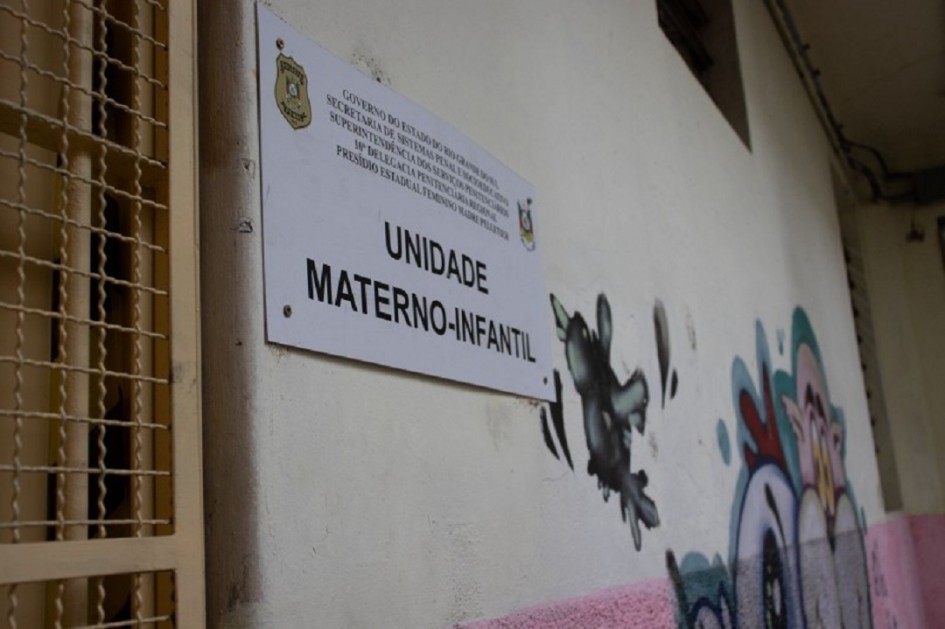 GOVERNO DO ESTADO DO RIO GRANDE DO SUL
SECRETARIA DE SISTEMAS PENAL E SOCIOEDUCATIVO
SUPERINTENDÊNCIA DOS SERVIÇOS PENITENCIÁRIOS
10ª DELEGACIA PENITENCIÁRIA REGIONAL
PRESÍDIO ESTADUAL FEMININO MADRE PELLETIER
UNIDADE
MATERNO-INFANTIL